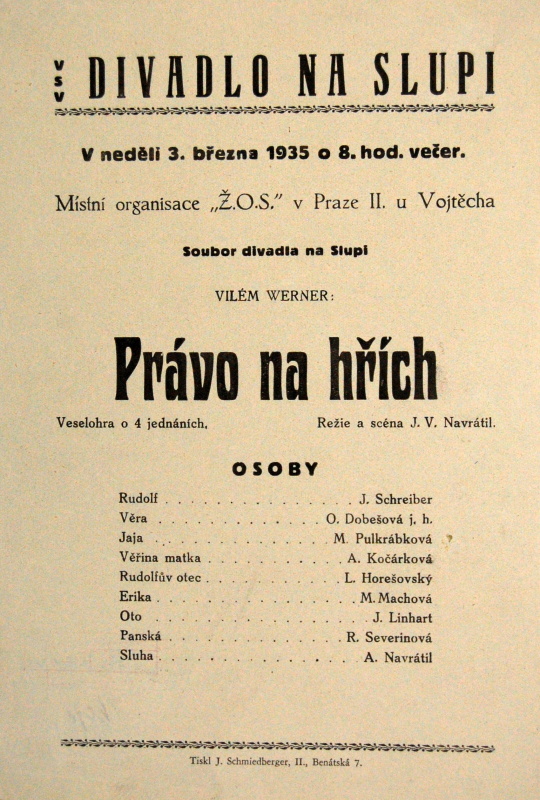 VSV DIVADLO NA SLUPI
V neděli 3. března 1935 o 8. hod. večer.
Místní organisace „Ž.O.S.” v Praze II. u Vojtěcha
Soubor divadla na Slupi
VILÉM WERNER:
Právo na hřích
Veselohra o 4 jednáních. Režie a scéna J. V. Navrátil.
OSOBY
Rudolf . . . . . . . . . . . . . J. Schreiber
Věra . . . . . . . . . . . . . O. Dobešová j. h.
Jaja . . . . . . . . . . . . . M. Pulkrábková
Věřina matka . . . . . . . . . . A. Kočárková
Rudolfův otec . . . . . . . . . . L. Horešovský
Erika . . . . . . . . . . . . . . M. Machová
Oto . . . . . . . . . . . . . . . J. Linhart
Panská . . . . . . . . . . . . . R. Severinová
Sluha . . . . . . . . . . . . . . A. Navrátil
Tiskl J. Schmiedberger, II., Benátská 7.